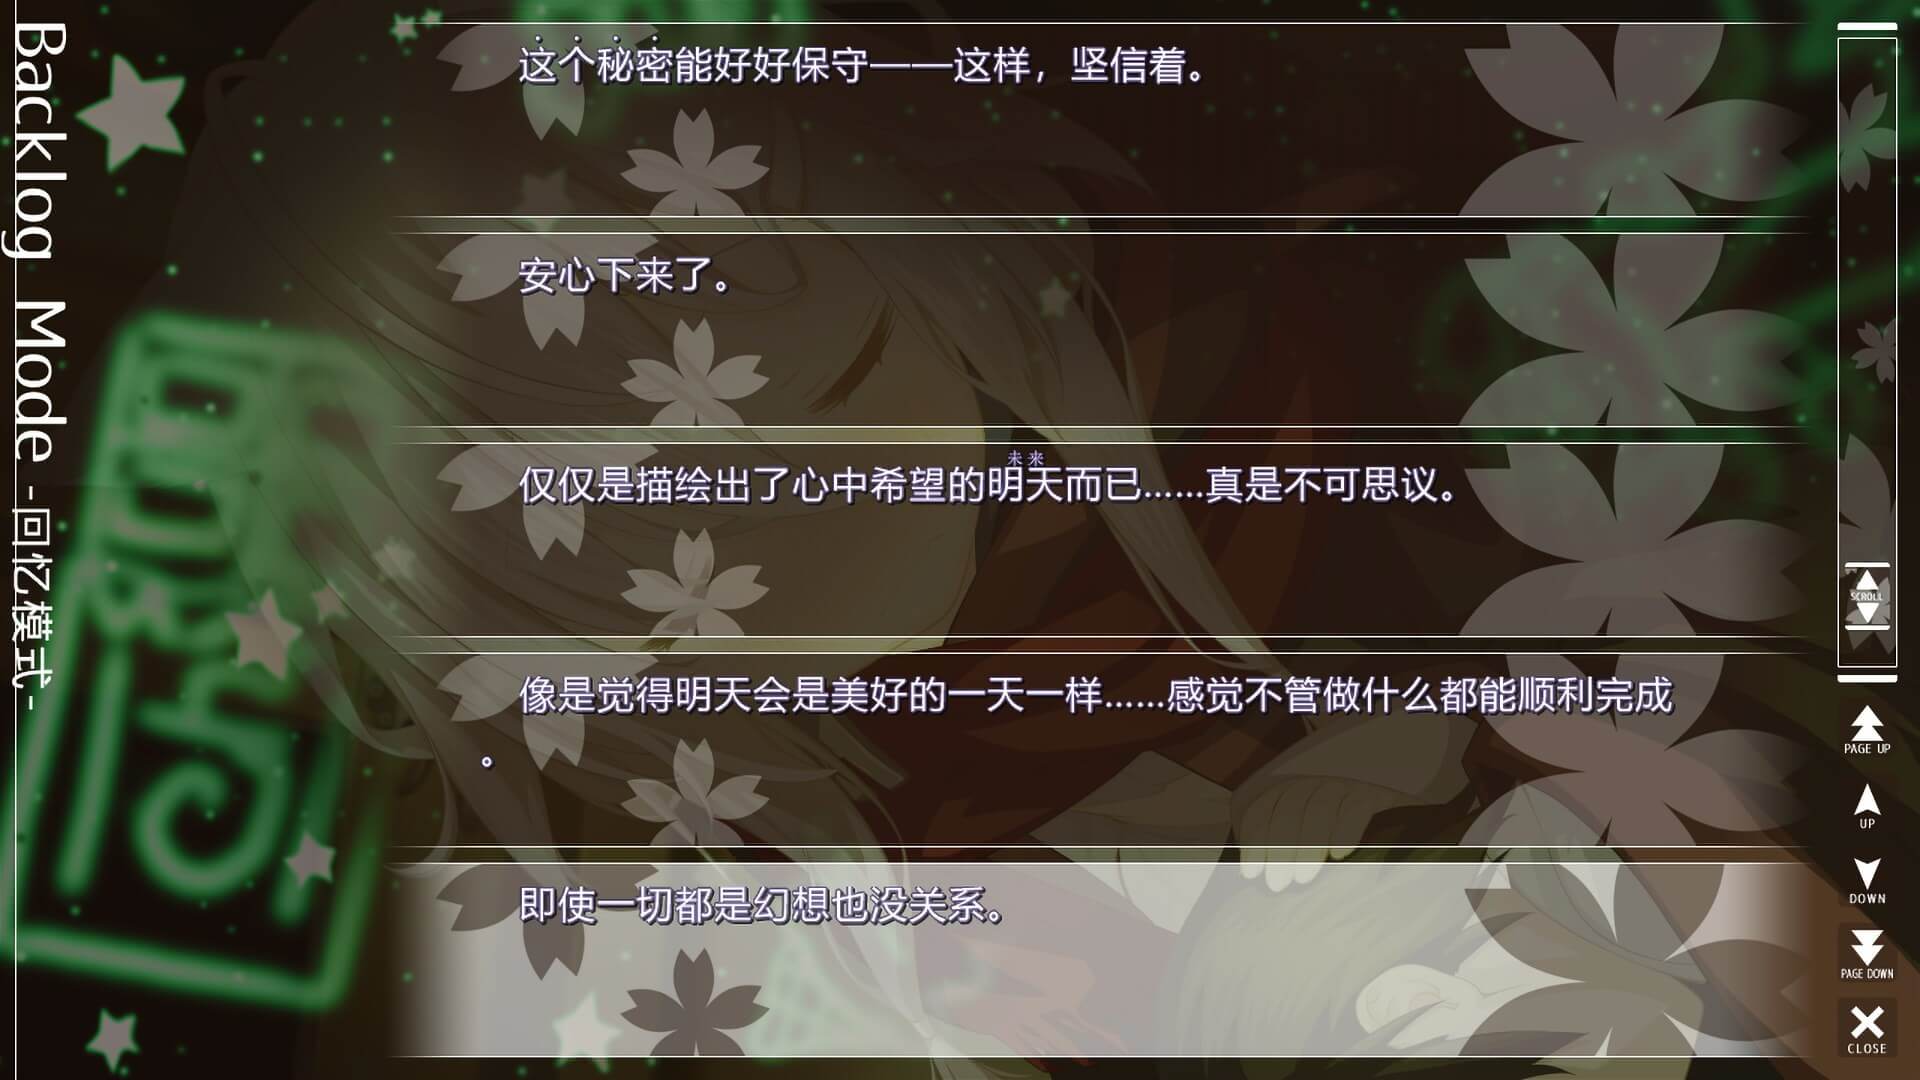 Backlog Mode -回忆模式-
这个秘密能好好保守——这样，坚信着。
安心下来了。
未来
仅仅是描绘出了心中希望的明天而已……真是不可思议。
像是觉得明天会是美好的一天一样……感觉不管做什么都能顺利完成
。
即使一切都是幻想也没关系。
SCROLL
PAGE UP
UP
DOWN
PAGE DOWN
CLOSE